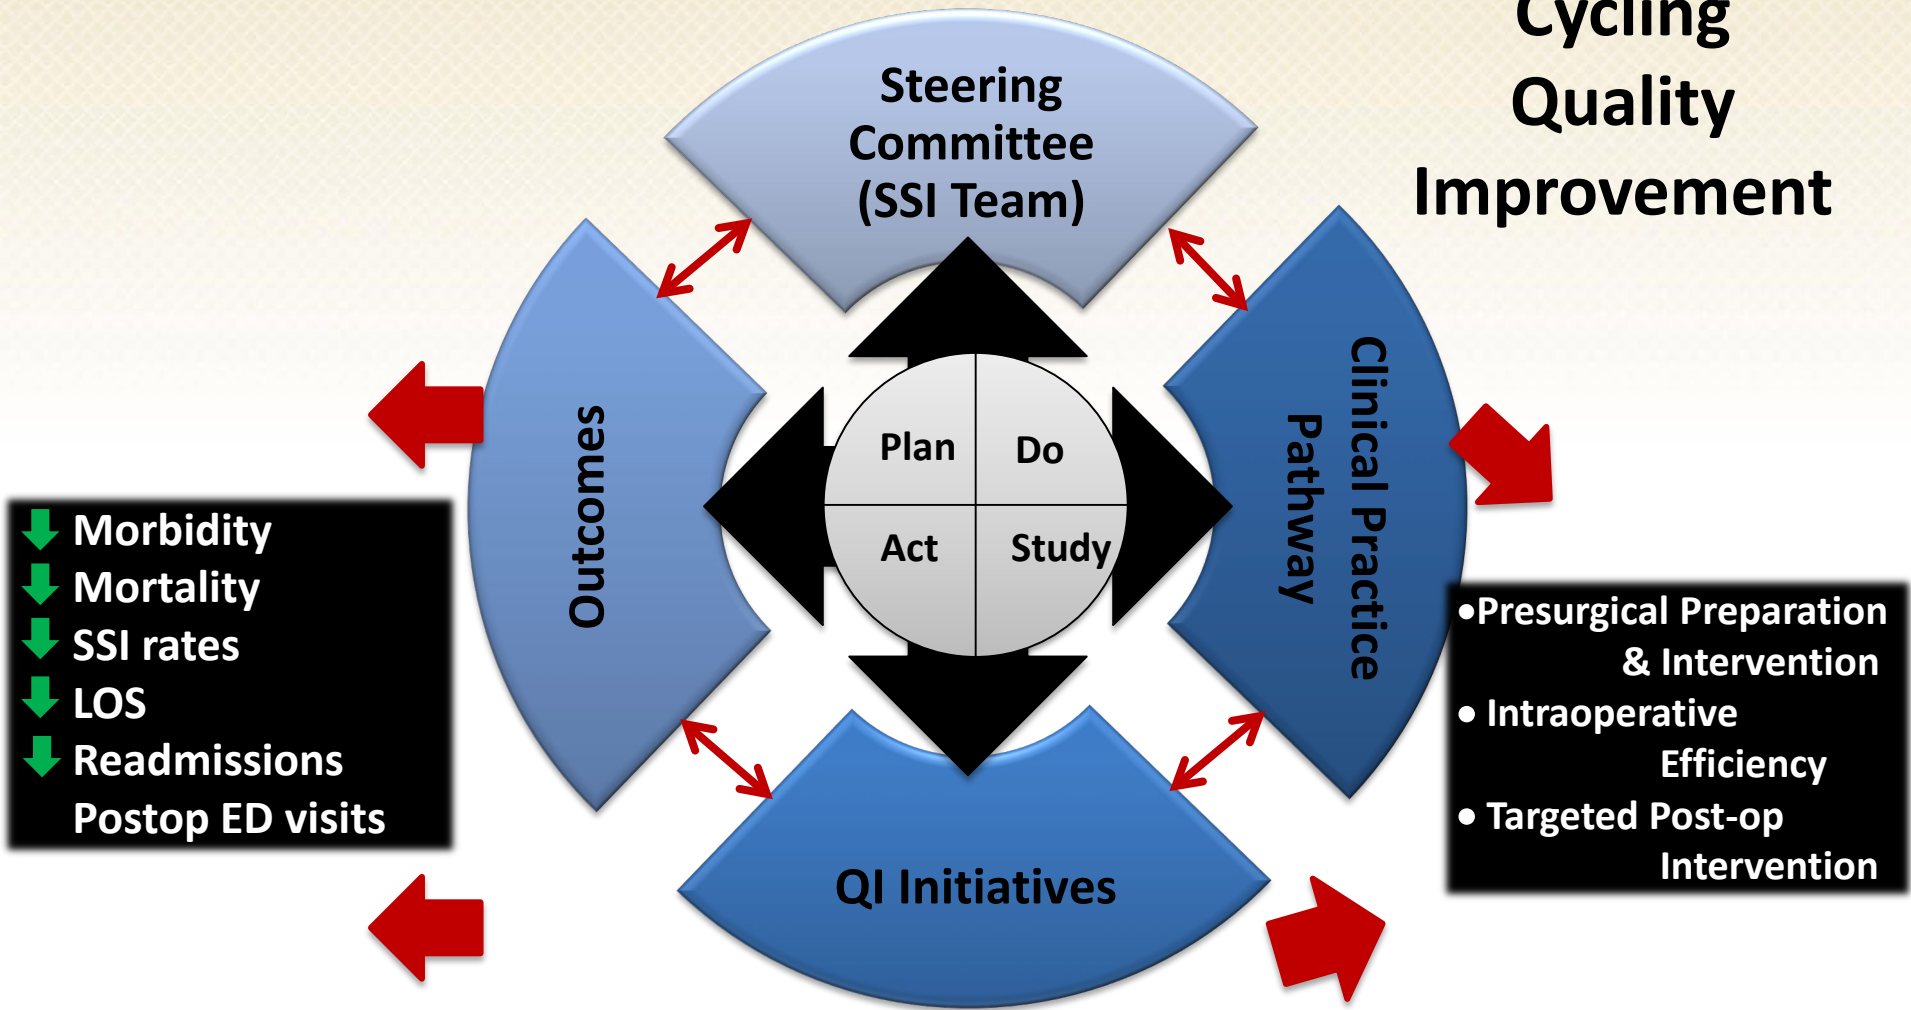 Cycling
Quality
Improvement
Steering
Committee
(SSI Team)
Clinical Practice
Pathway
Outcomes
Plan
Do
Act
Study
QI Initiatives
Morbidity
Mortality
SSI rates
LOS
Readmissions
Postop ED visits
•Presurgical Preparation
& Intervention
• Intraoperative
Efficiency
• Targeted Post-op
Intervention